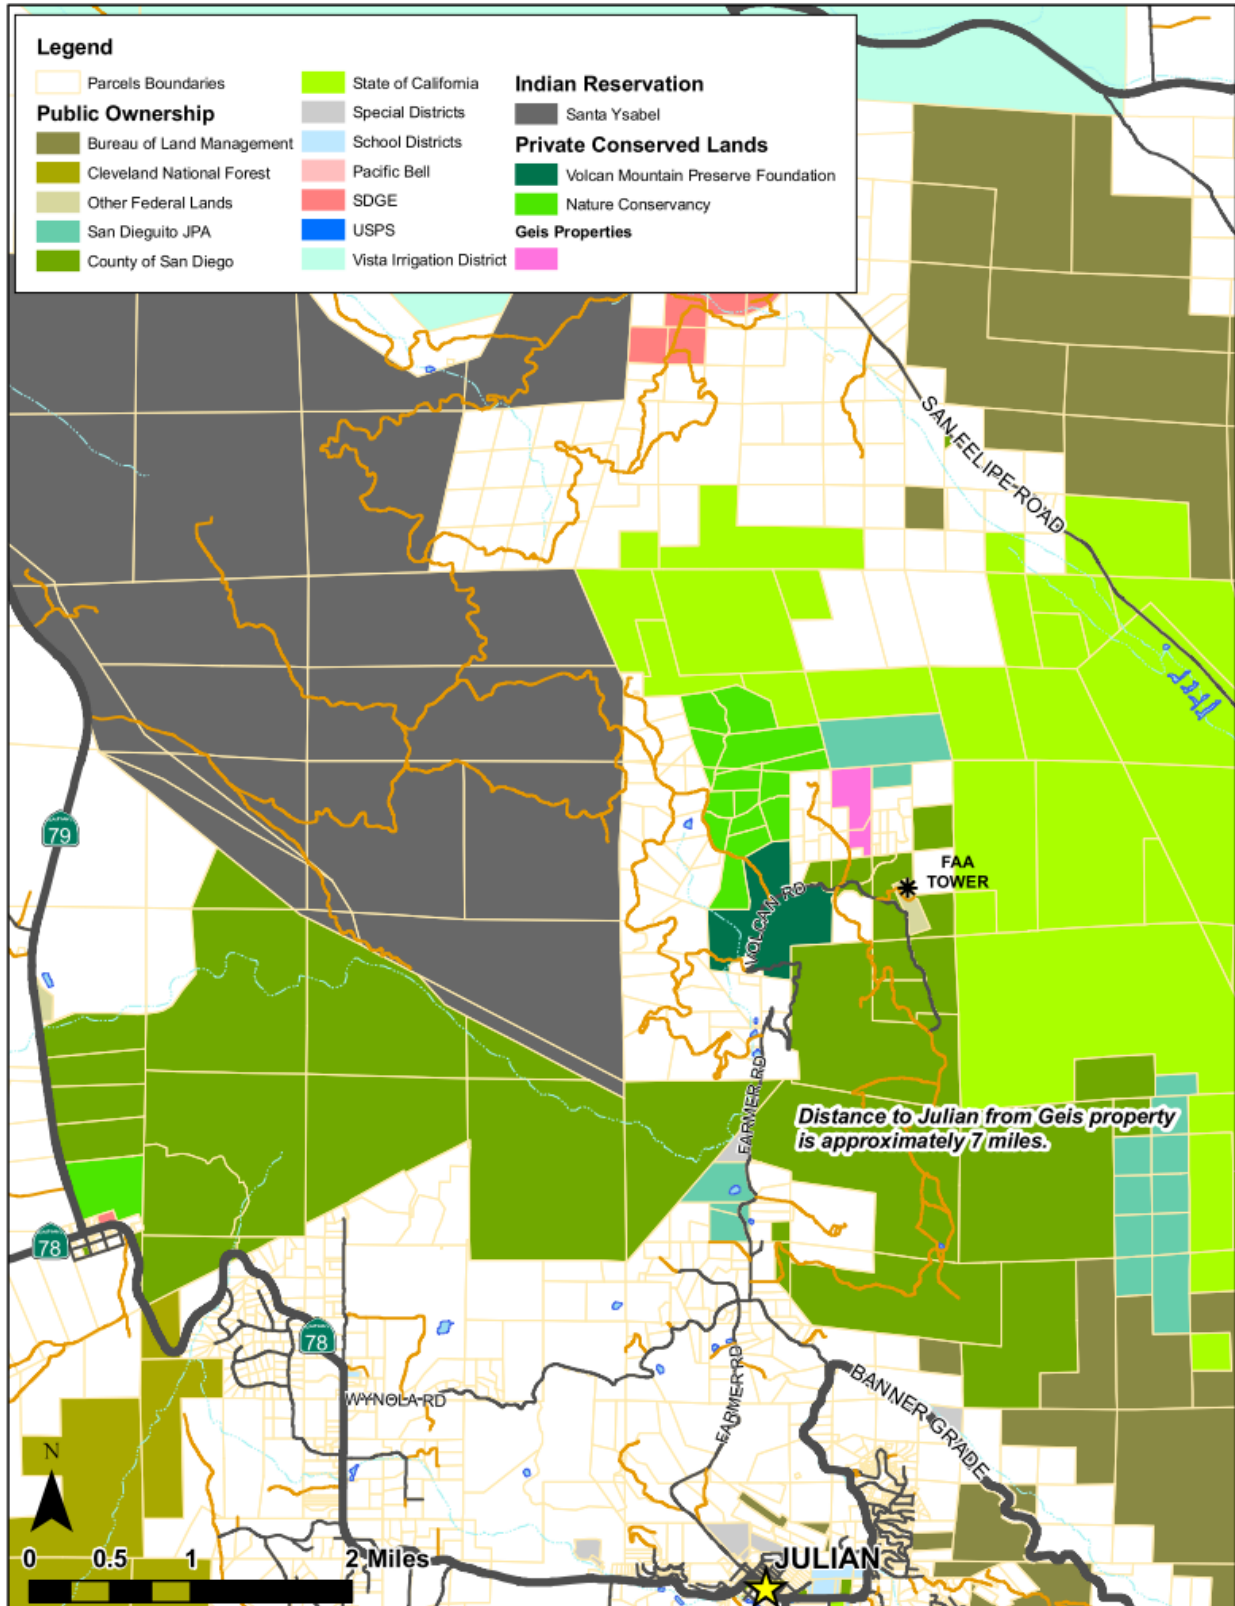 Legend
Parcels Boundaries
Public Ownership
Bureau of Land Management
Cleveland National Forest
Other Federal Lands
San Dieguito JPA
County of San Diego
State of California
Special Districts
School Districts
Pacific Bell
SDGE
USPS
Vista Irrigation District
Indian Reservation
Santa Ysabel
Private Conserved Lands
Volcan Mountain Preserve Foundation
Nature Conservancy
Geis Properties
SAN FELIPE ROAD
79
FAA
TOWER
VOLCAN RD
FARMER RD
Distance to Julian from Geis property
is approximately 7 miles.
78
78
WYNOLA RD
FARMER RD
BANNER GRADE
N
0 0.5 1 2 Miles
JULIAN